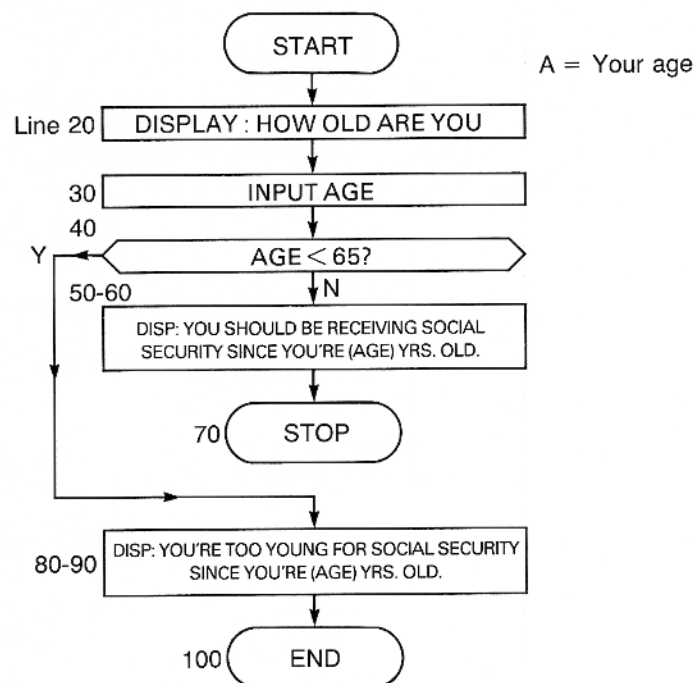 START
A = Your age
Line 20
DISPLAY : HOW OLD ARE YOU
30
INPUT AGE
40
Y
AGE < 65?
50-60
N
DISP: YOU SHOULD BE RECEIVING SOCIAL
SECURITY SINCE YOU'RE (AGE) YRS. OLD.
70
STOP
80-90
DISP: YOU'RE TOO YOUNG FOR SOCIAL SECURITY
SINCE YOU'RE (AGE) YRS. OLD.
100
END